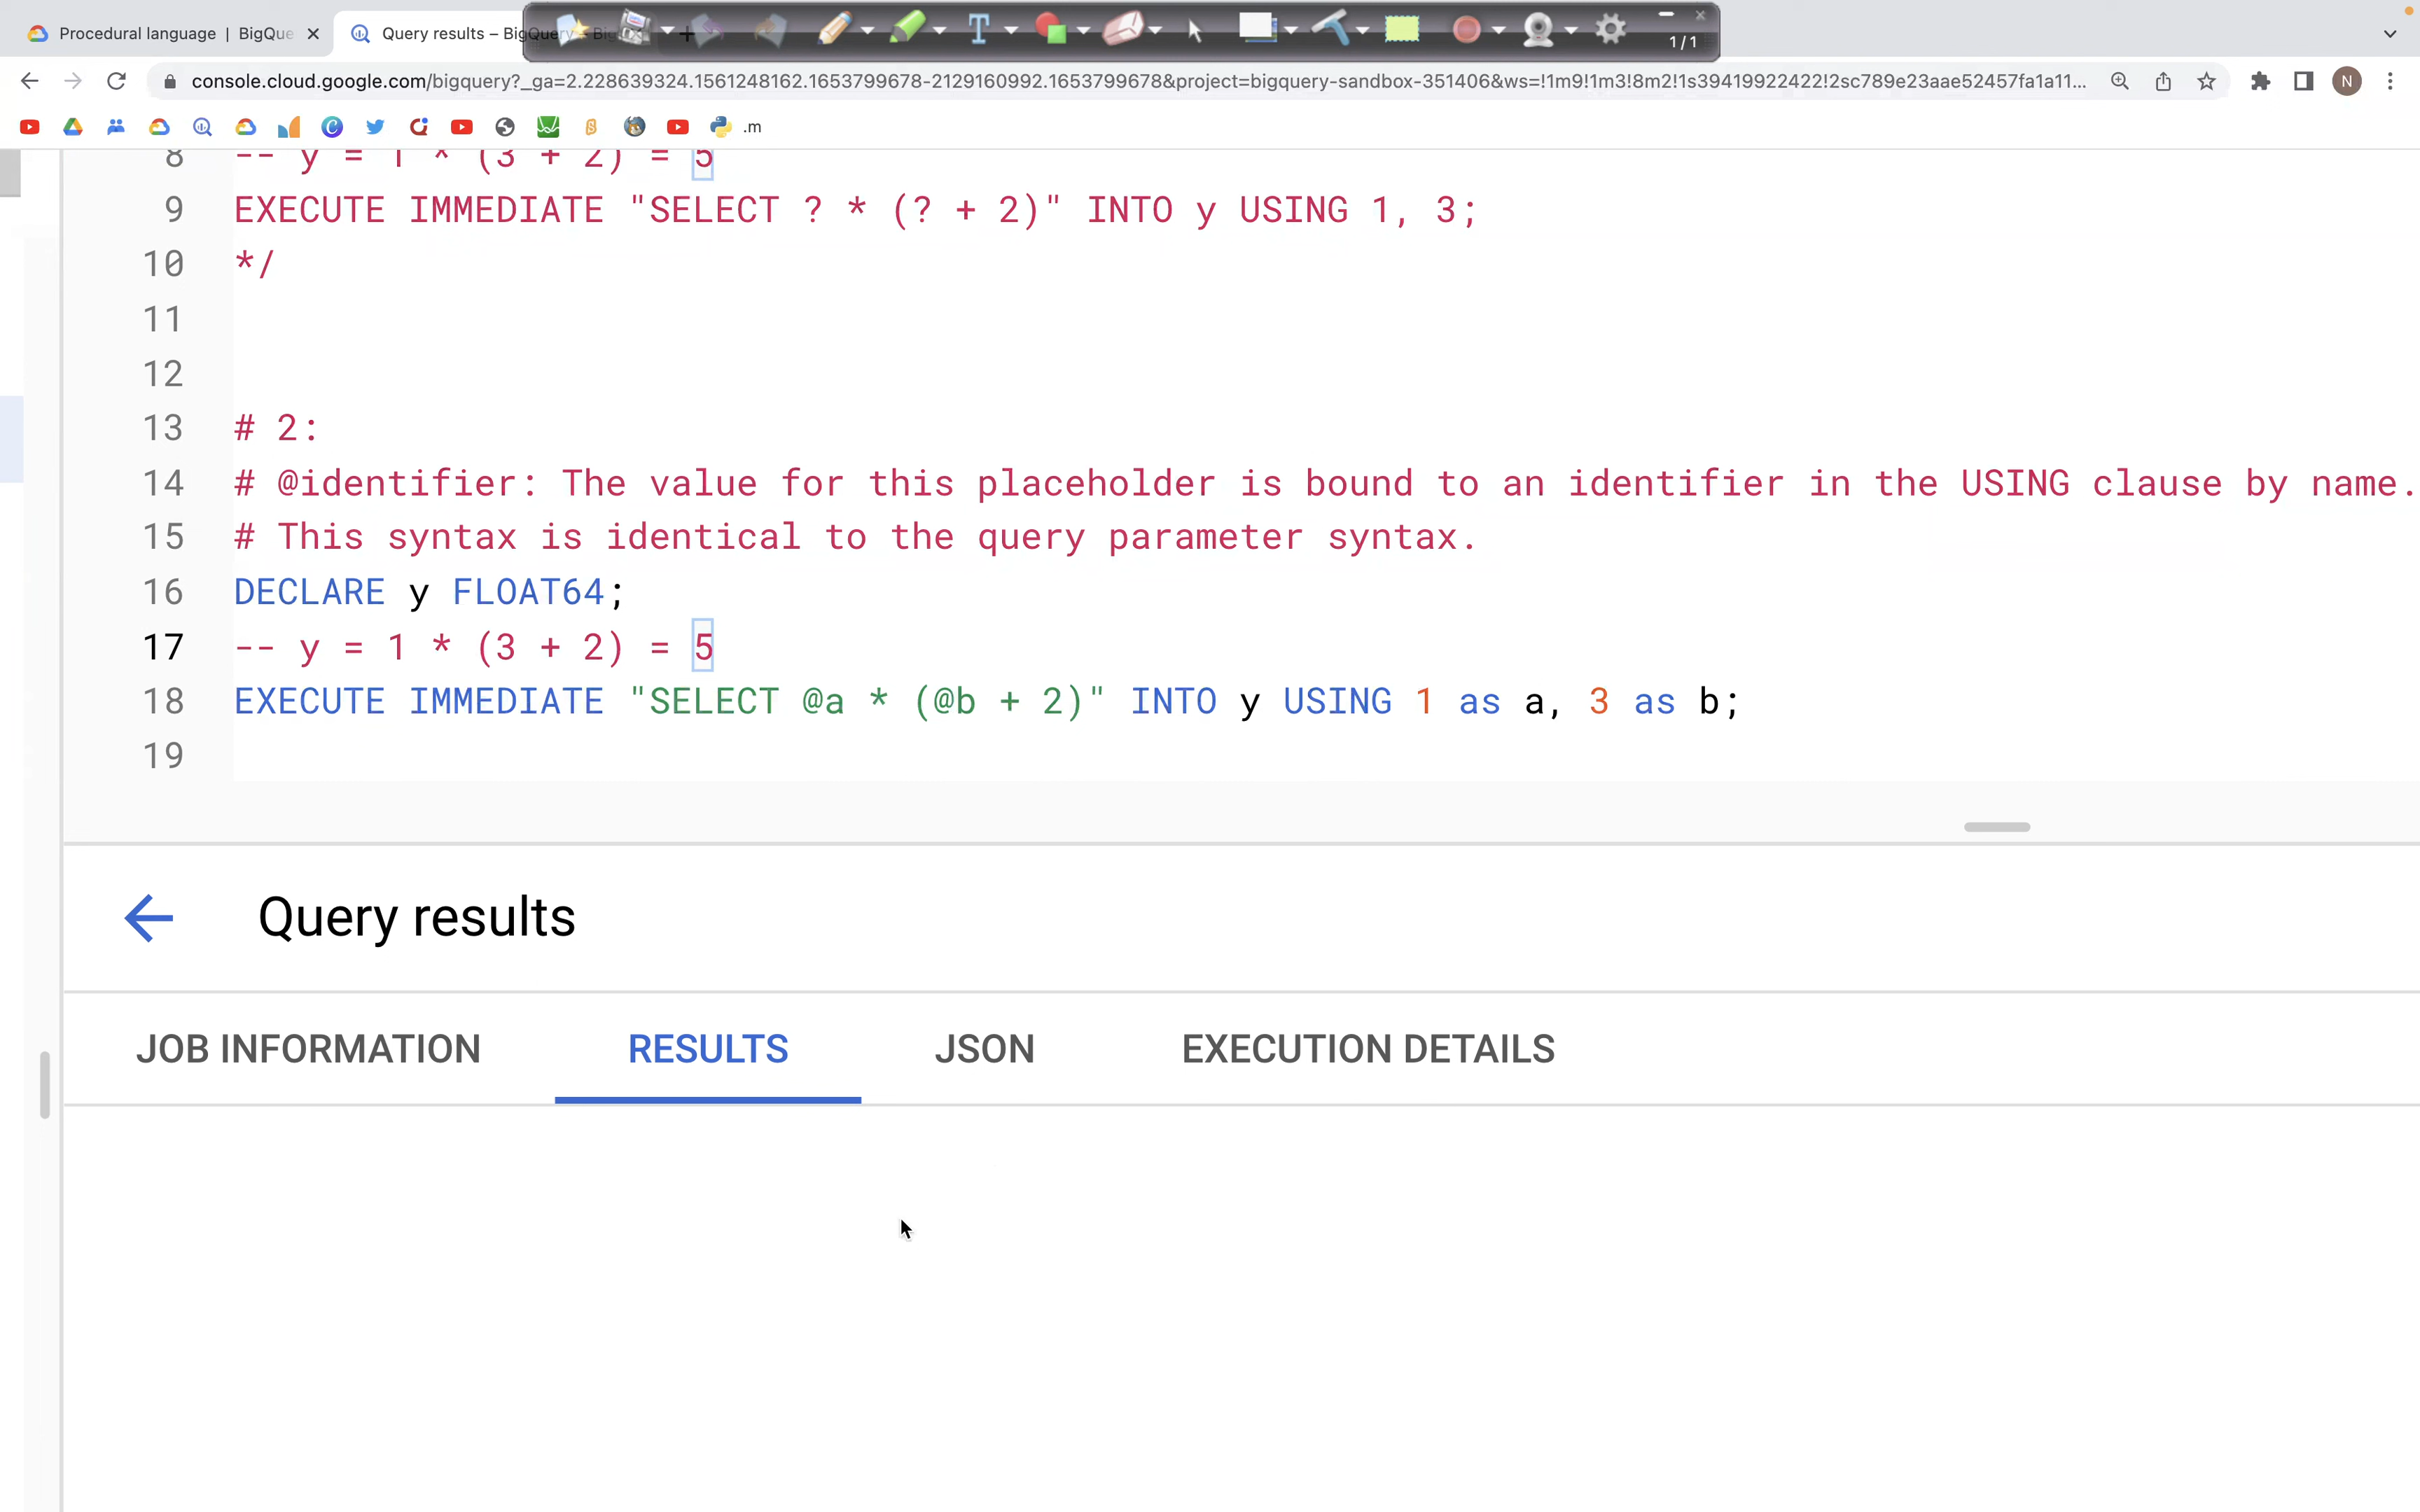 Procedural language | BigQue
Query results – BigQuery
1/1
console.cloud.google.com/bigquery?_ga=2.228639324.1561248162.1653799678-2129160992.1653799678&project=bigquery-sandbox-351406&ws=!1m9!1m3!8m2!1s39419922422!2sc789e23aae52457fa1a11...
N
.m
8 -- y = 1 * (3 + 2) = 5
9 EXECUTE IMMEDIATE "SELECT ? * (? + 2)" INTO y USING 1, 3;
10 */
11
12
13 # 2:
14 # @identifier: The value for this placeholder is bound to an identifier in the USING clause by name.
15 # This syntax is identical to the query parameter syntax.
16 DECLARE y FLOAT64;
17 -- y = 1 * (3 + 2) = 5
18 EXECUTE IMMEDIATE "SELECT @a * (@b + 2)" INTO y USING 1 as a, 3 as b;
19
Query results
JOB INFORMATION RESULTS JSON EXECUTION DETAILS